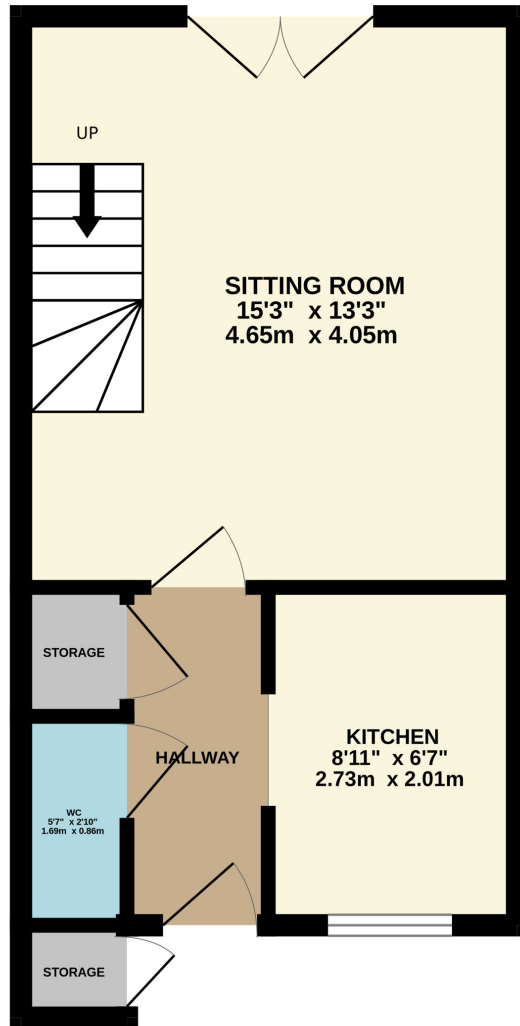 UP
SITTING ROOM
15'3" x 13'3"
4.65m x 4.05m
STORAGE
HALLWAY
KITCHEN
8'11" x 6'7"
2.73m x 2.01m
WC
5'7" x 2'10"
1.69m x 0.86m
STORAGE